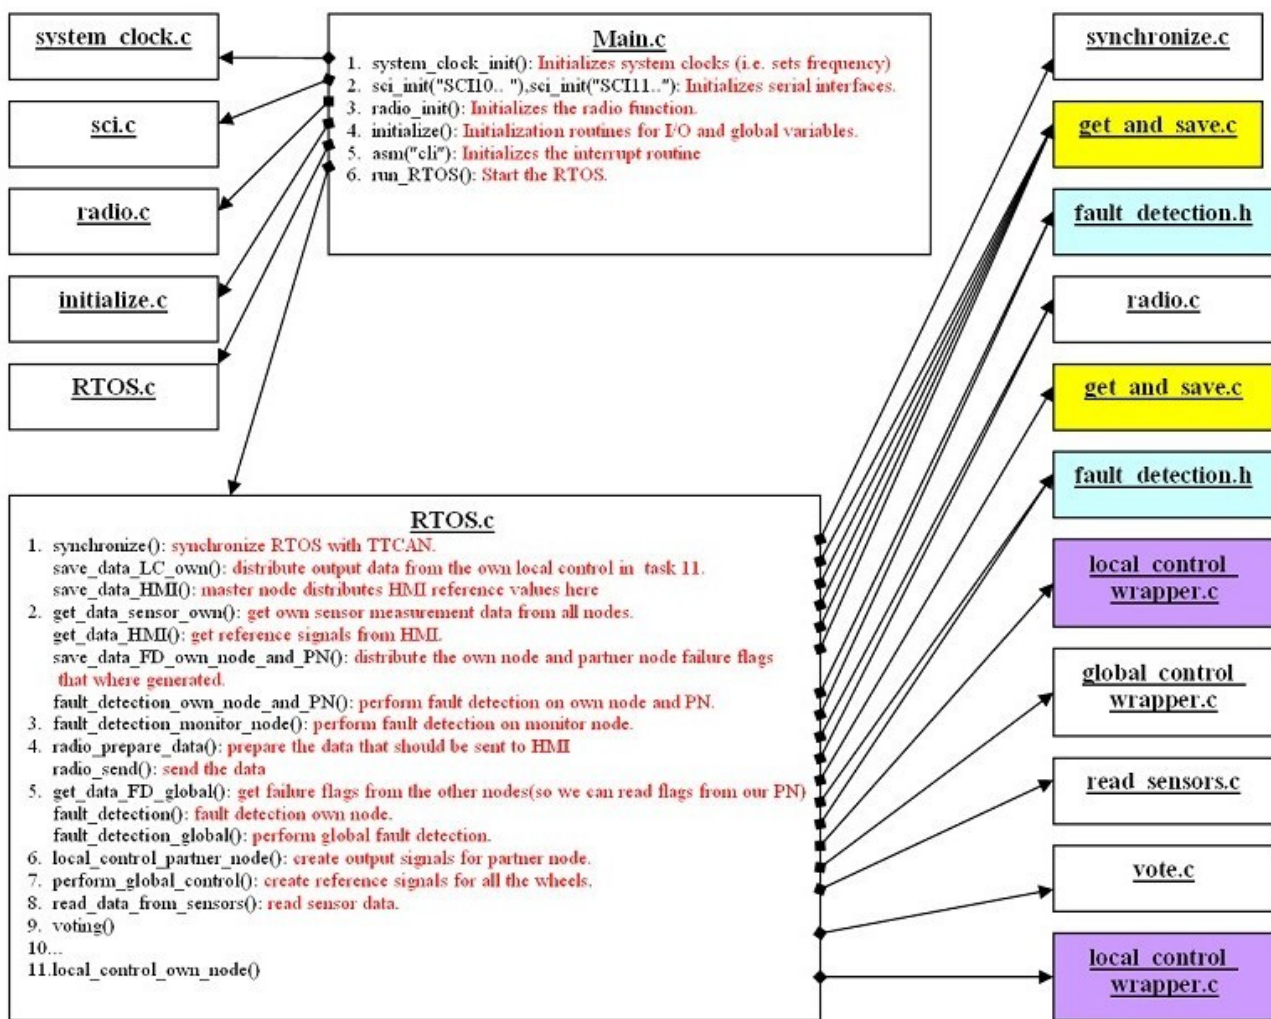 system_clock.c
sci.c
radio.c
initialize.c
RTOS.c
Main.c
1. system_clock_init(): Initializes system clocks (i.e. sets frequency)
2. sci_init("SCI10.. "),sci_init("SCI11.."): Initializes serial interfaces.
3. radio_init(): Initializes the radio function.
4. initialize(): Initialization routines for I/O and global variables.
5. asm("cli"): Initializes the interrupt routine
6. run_RTOS(): Start the RTOS.
RTOS.c
1. synchronize(): synchronize RTOS with TTCAN.
save_data_LC_own(): distribute output data from the own local control in task 11.
save_data_HMI(): master node distributes HMI reference values here
2. get_data_sensor_own(): get own sensor measurement data from all nodes.
get_data_HMI(): get reference signals from HMI.
save_data_FD_own_node_and_PN(): distribute the own node and partner node failure flags
that where generated.
fault_detection_own_node_and_PN(): perform fault detection on own node and PN.
3. fault_detection_monitor_node(): perform fault detection on monitor node.
4. radio_prepare_data(): prepare the data that should be sent to HMI
radio_send(): send the data
5. get_data_FD_global(): get failure flags from the other nodes(so we can read flags from our PN)
fault_detection(): fault detection own node.
fault_detection_global(): perform global fault detection.
6. local_control_partner_node(): create output signals for partner node.
7. perform_global_control(): create reference signals for all the wheels.
8. read_data_from_sensors(): read sensor data.
9. voting()
10...
11.local_control_own_node()
synchronize.c
get_and_save.c
fault_detection.h
radio.c
get_and_save.c
fault_detection.h
local_control_
wrapper.c
global_control_
wrapper.c
read_sensors.c
vote.c
local_control_
wrapper.c